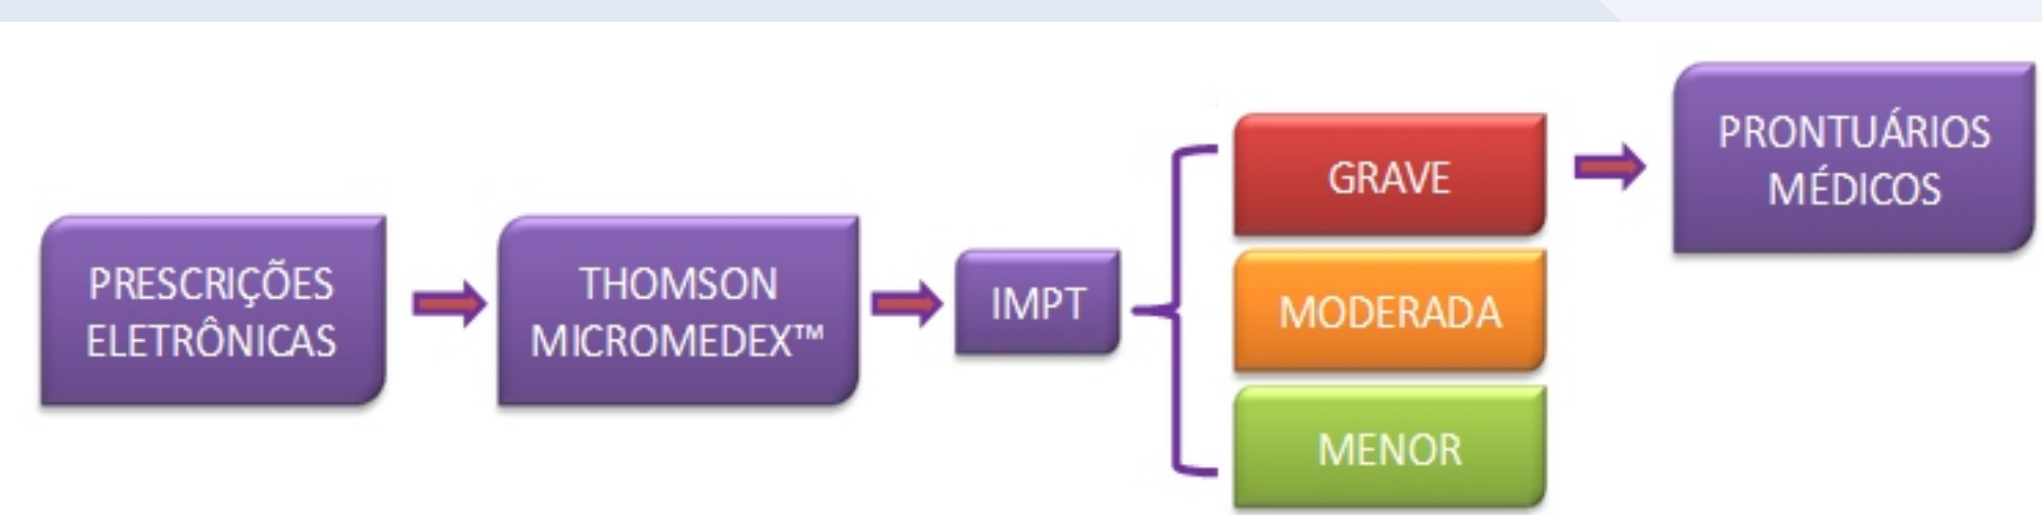 PRESCRIÇÕES
ELETRÔNICAS
THOMSON
MICROMEDEX™
IMPT
GRAVE
MODERADA
MENOR
PRONTUÁRIOS
MÉDICOS